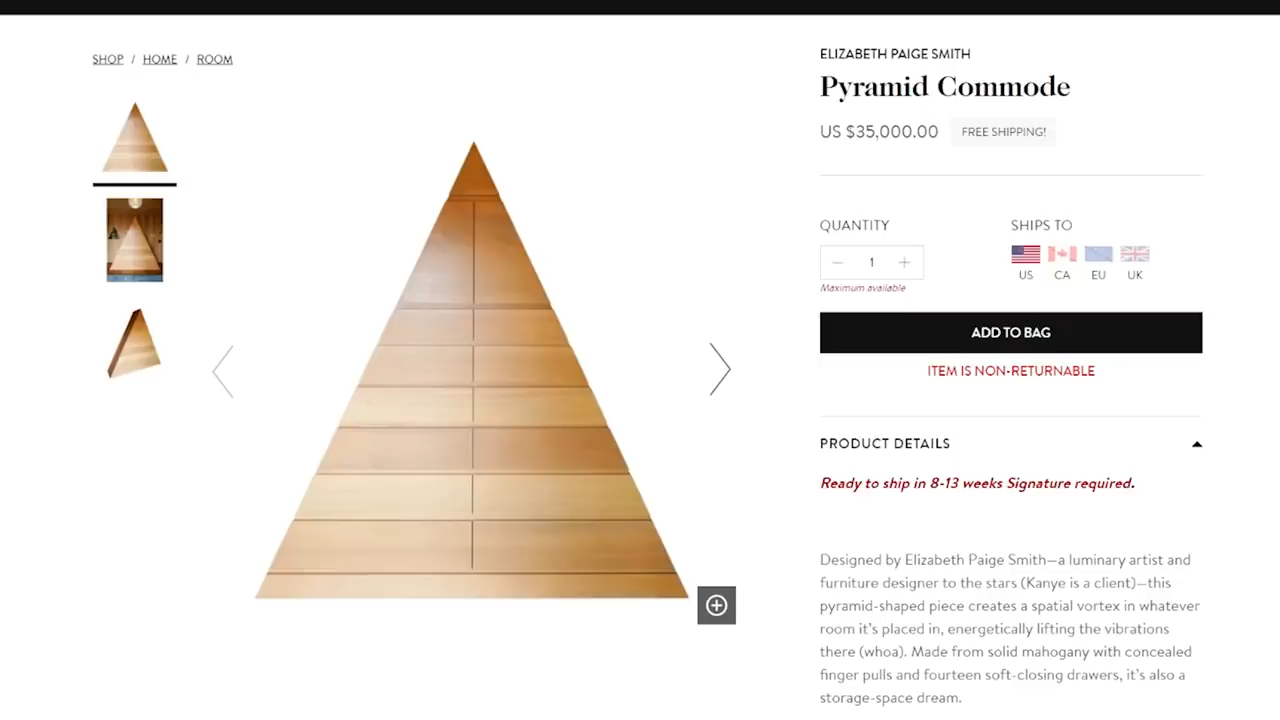 SHOP / HOME / ROOM
ELIZABETH PAIGE SMITH
Pyramid Commode
US $35,000.00 FREE SHIPPING!
QUANTITY
1
Maximum available
SHIPS TO
US CA EU UK
ADD TO BAG
ITEM IS NON-RETURNABLE
PRODUCT DETAILS
Ready to ship in 8-13 weeks Signature required.
Designed by Elizabeth Paige Smith—a luminary artist and
furniture designer to the stars (Kanye is a client)—this
pyramid-shaped piece creates a spatial vortex in whatever
room it's placed in, energetically lifting the vibrations
there (whoa). Made from solid mahogany with concealed
finger pulls and fourteen soft-closing drawers, it's also a
storage-space dream.